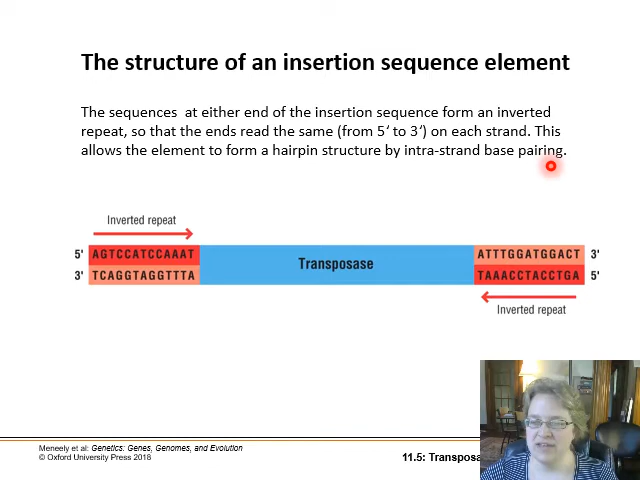 The structure of an insertion sequence element
The sequences at either end of the insertion sequence form an inverted
repeat, so that the ends read the same (from 5′ to 3′) on each strand. This
allows the element to form a hairpin structure by intra-strand base pairing.
Inverted repeat
5' AGTCCATCCAAAT Transposase ATTTGGATGGACT 3'
3' TCAGGTAGGTTTA TAAACCTACCTGA 5'
Inverted repeat
Meneely et al: Genetics: Genes, Genomes, and Evolution
© Oxford University Press 2018
11.5: Transposa